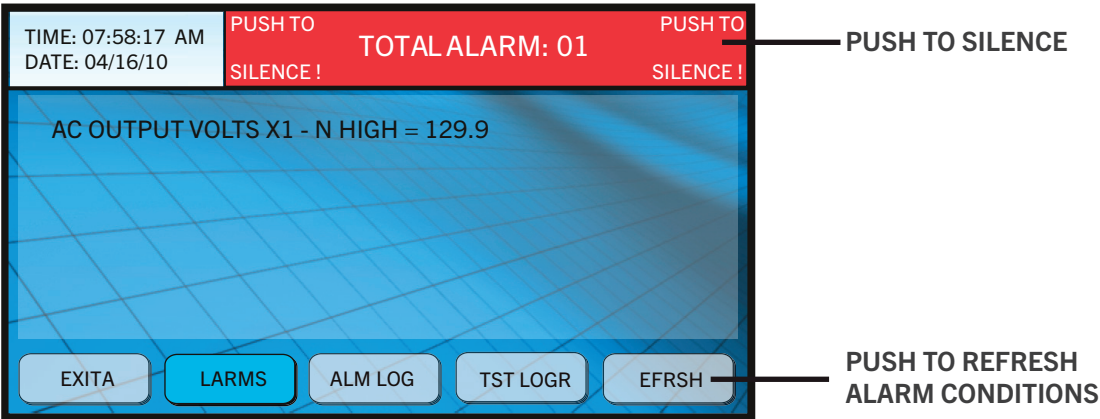 TIME: 07:58:17 AM
DATE: 04/16/10
PUSH TO
SILENCE !
TOTAL ALARM: 01
PUSH TO
SILENCE !
PUSH TO SILENCE
AC OUTPUT VOLTS X1 - N HIGH = 129.9
EXITA
LARMS
ALM LOG
TST LOGR
EFRSH
PUSH TO REFRESH
ALARM CONDITIONS